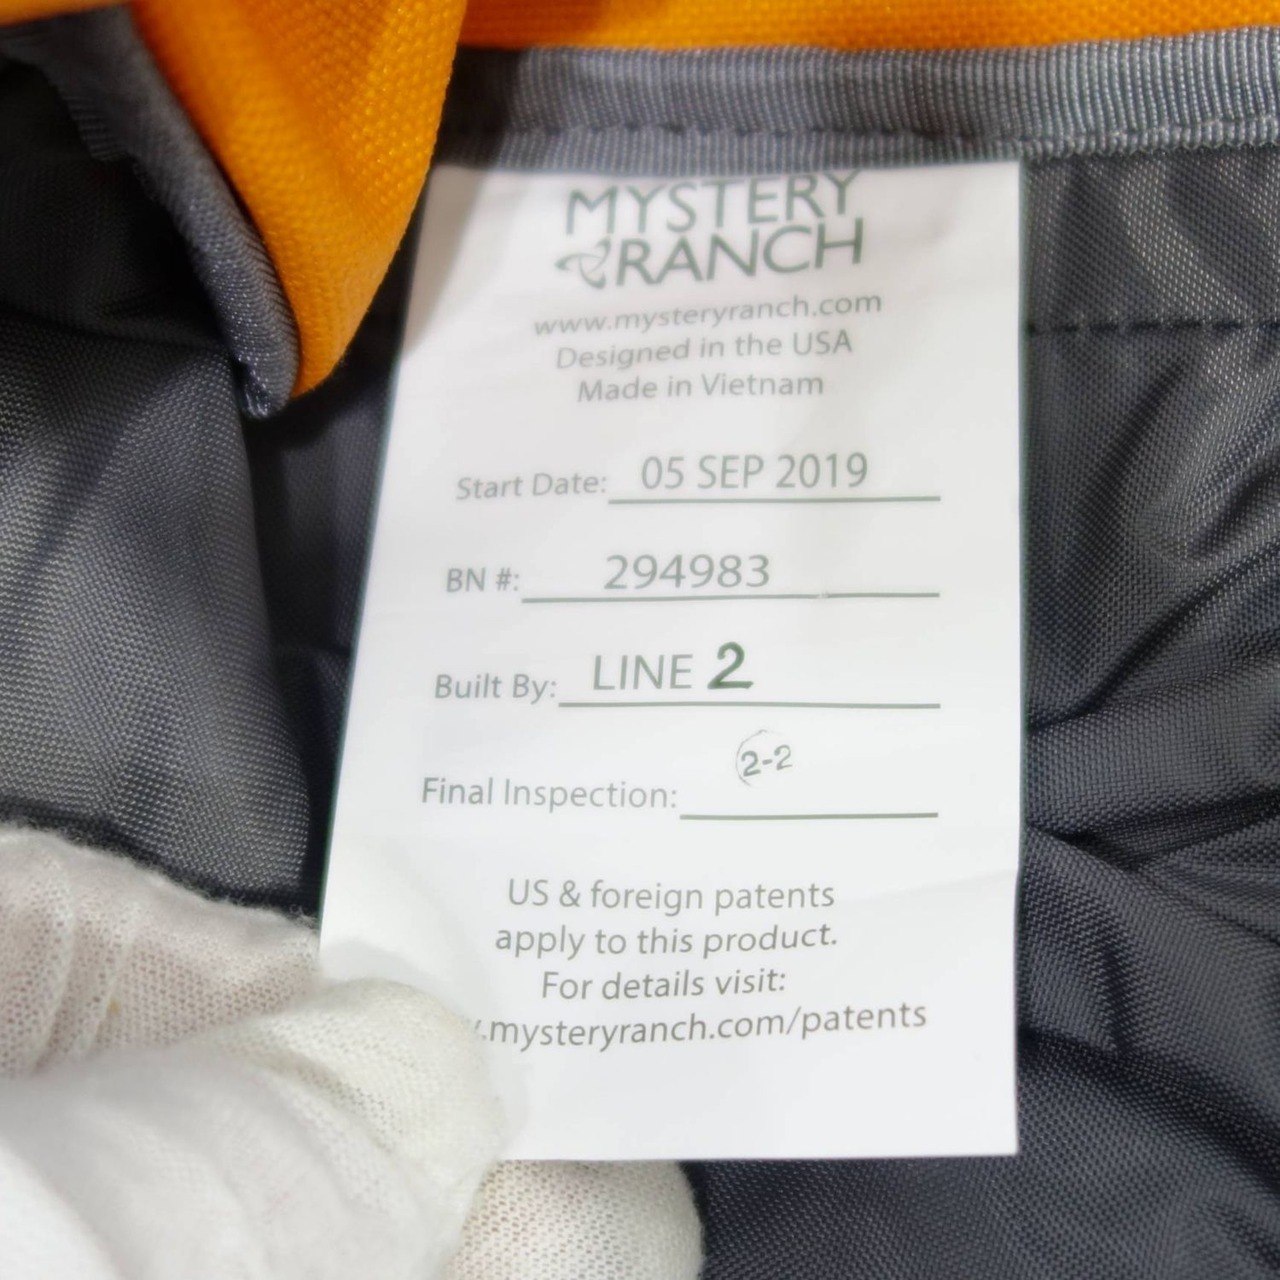 MYSTERY
RANCH
www.mysteryranch.com
Designed in the USA
Made in Vietnam
Start Date: 05 SEP 2019
BN #: 294983
Built By: LINE 2
Final Inspection: 2-2
US & foreign patents
apply to this product.
For details visit:
.mysteryranch.com/patents